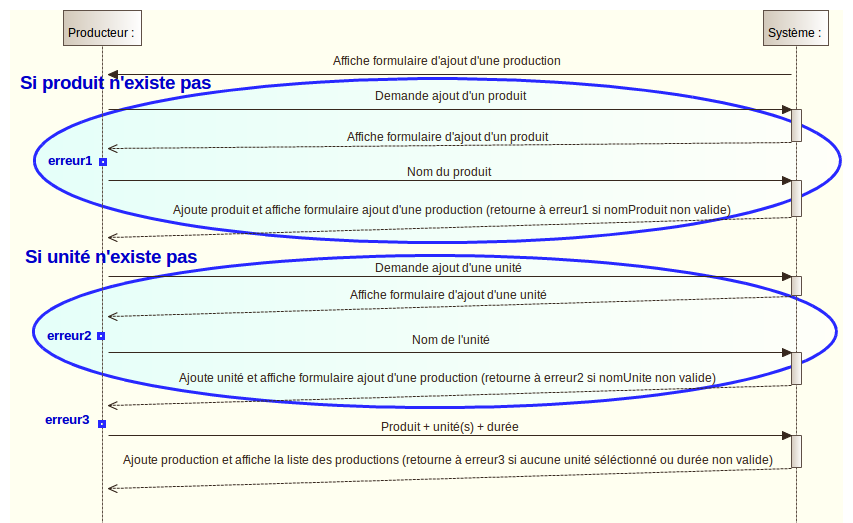 Producteur :
Système :
Affiche formulaire d'ajout d'une production
Si produit n'existe pas
Demande ajout d'un produit
Affiche formulaire d'ajout d'un produit
erreur1
Nom du produit
Ajoute produit et affiche formulaire ajout d'une production (retourne à erreur1 si nomProduit non valide)
Si unité n'existe pas
Demande ajout d'une unité
Affiche formulaire d'ajout d'une unité
erreur2
Nom de l'unité
Ajoute unité et affiche formulaire ajout d'une production (retourne à erreur2 si nomUnite non valide)
erreur3
Produit + unité(s) + durée
Ajoute production et affiche la liste des productions (retourne à erreur3 si aucune unité séléctionné ou durée non valide)